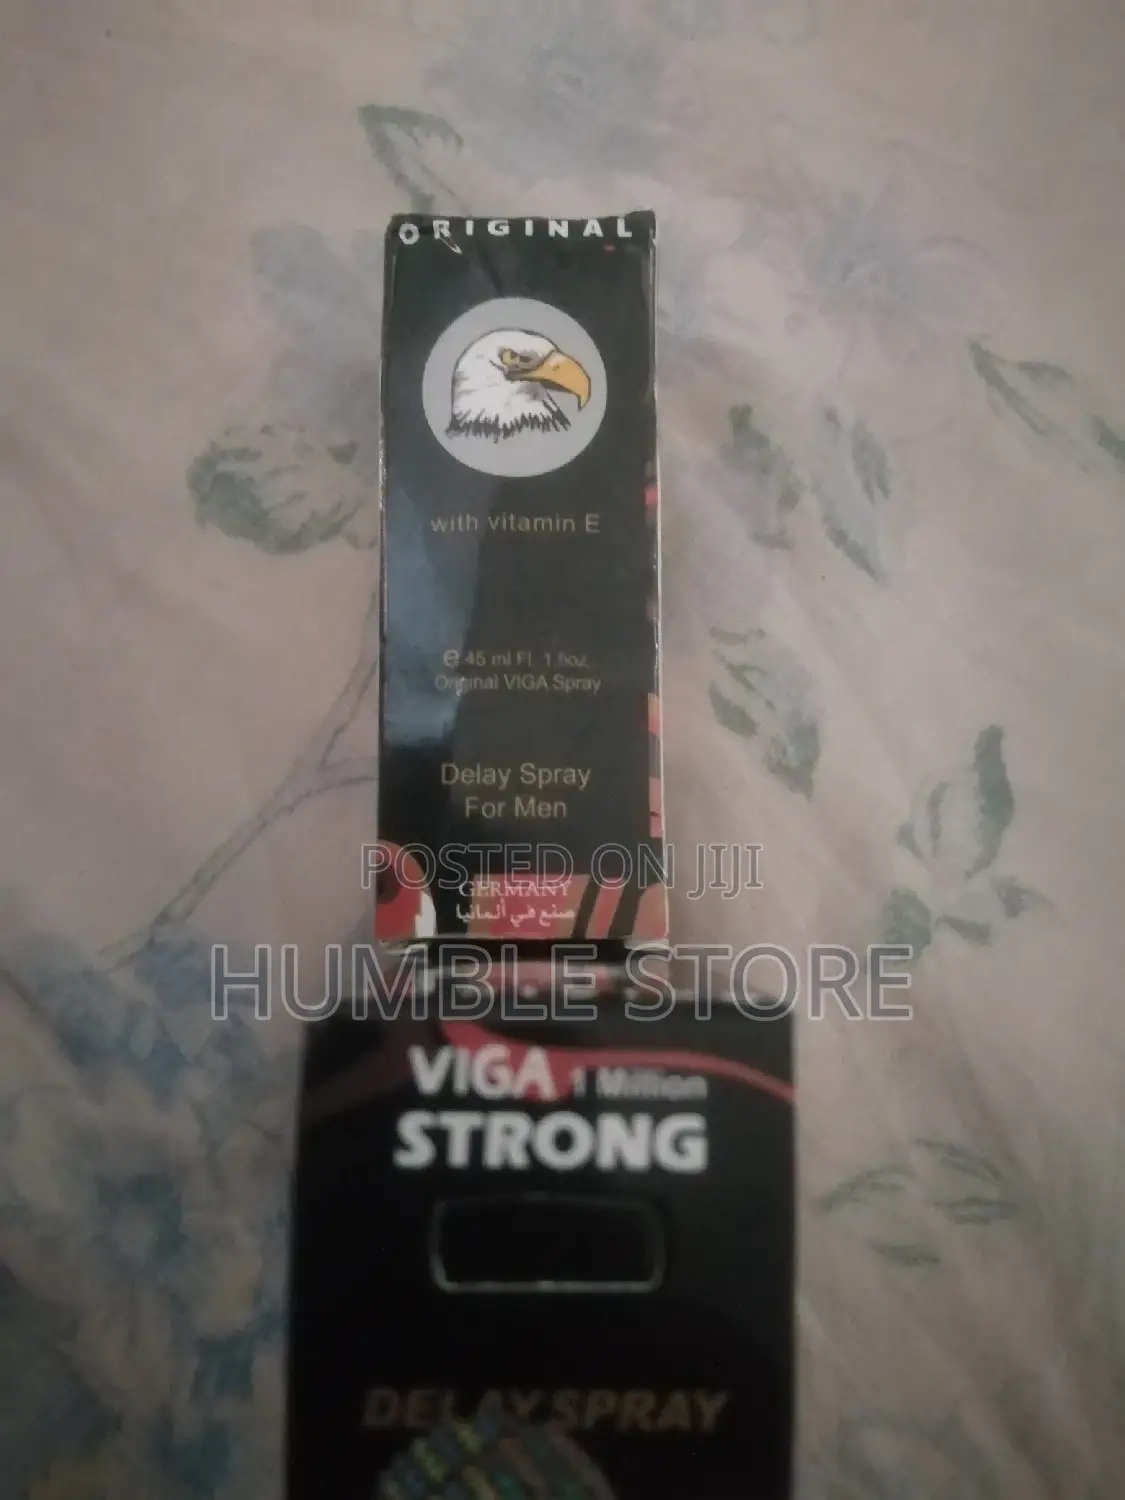 ORIGINAL
with vitamin E
e 45 ml Fl. 1.5oz.
Original VIGA Spray
Delay Spray
For Men
POSTED ON JIJI
GERMANY
صنع في ألمانيا
HUMBLE STORE
VIGA 1 Million
STRONG
DELAY SPRAY